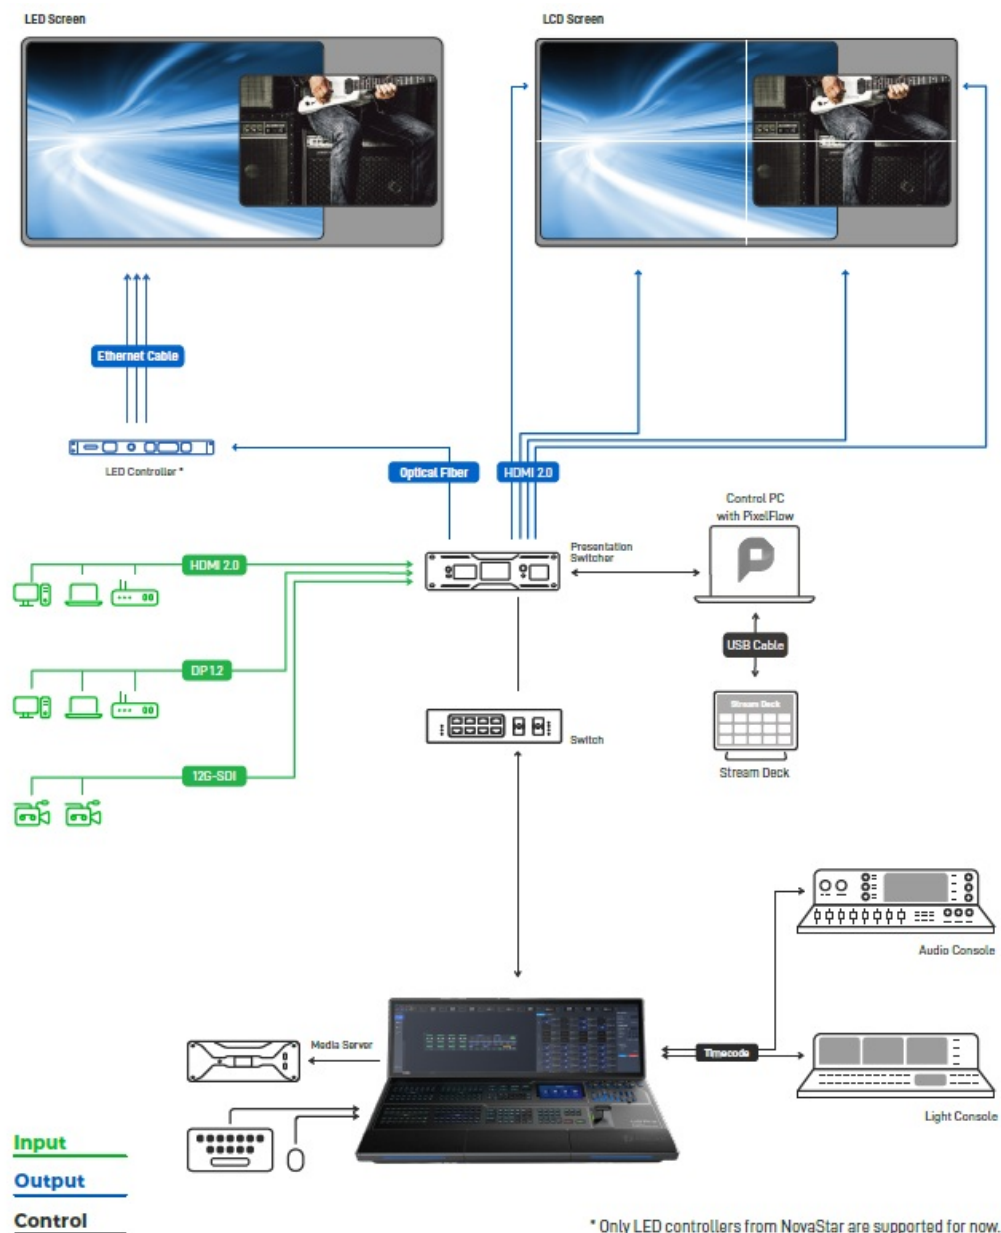 LED Screen
LCD Screen
Ethernet Cable
LED Controller *
Optical Fiber
HDMI 2.0
Control PC
with PixelFlow
Presentation
Switcher
HDMI 2.0
USB Cable
DP 1.2
Stream Deck
Switch
Stream Deck
12G-SDI
Audio Console
Media Server
Timecode
Light Console
Input
Output
Control
* Only LED controllers from NovaStar are supported for now.